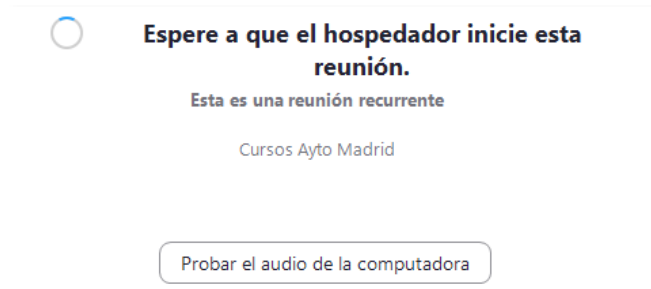 Espere a que el hospedador inicie esta
reunión.
Esta es una reunión recurrente
Cursos Ayto Madrid
Probar el audio de la computadora